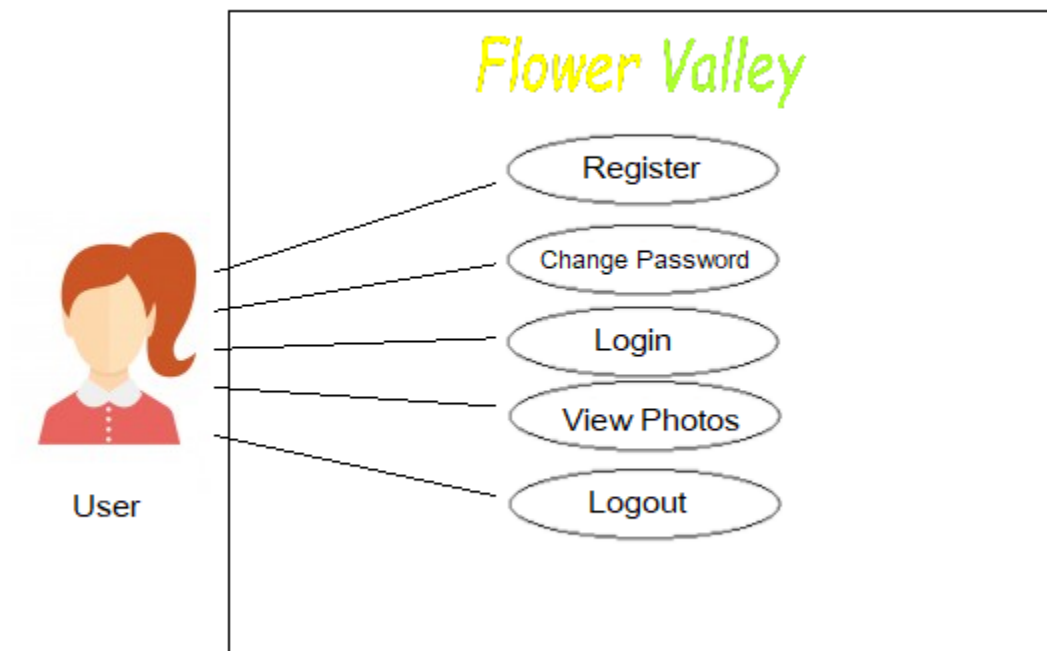 Flower Valley
Register
Change Password
Login
View Photos
Logout
User